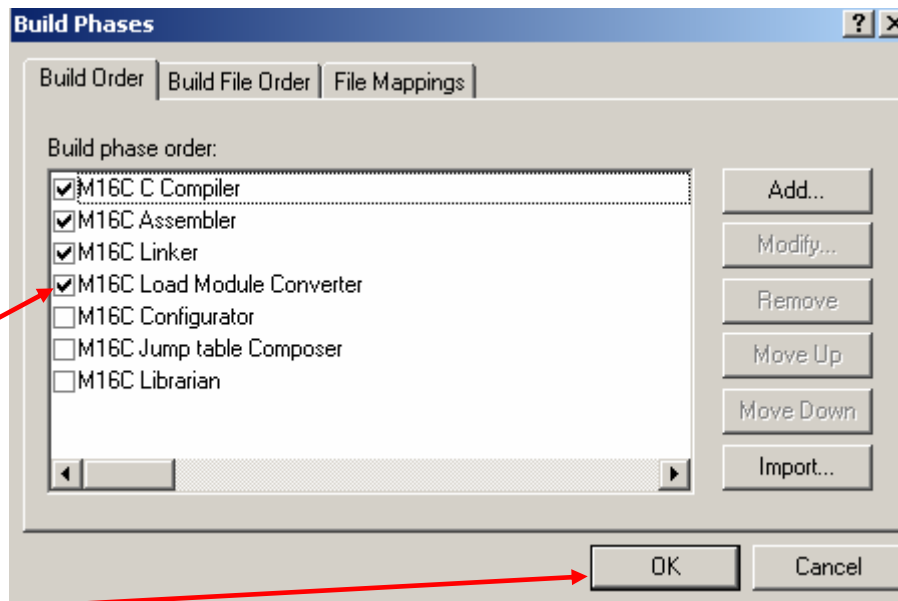 Build Phases
Build Order Build File Order File Mappings
Build phase order:
M16C C Compiler
M16C Assembler
M16C Linker
M16C Load Module Converter
M16C Configurator
M16C Jump table Composer
M16C Librarian
Add...
Modify...
Remove
Move Up
Move Down
Import...
OK Cancel